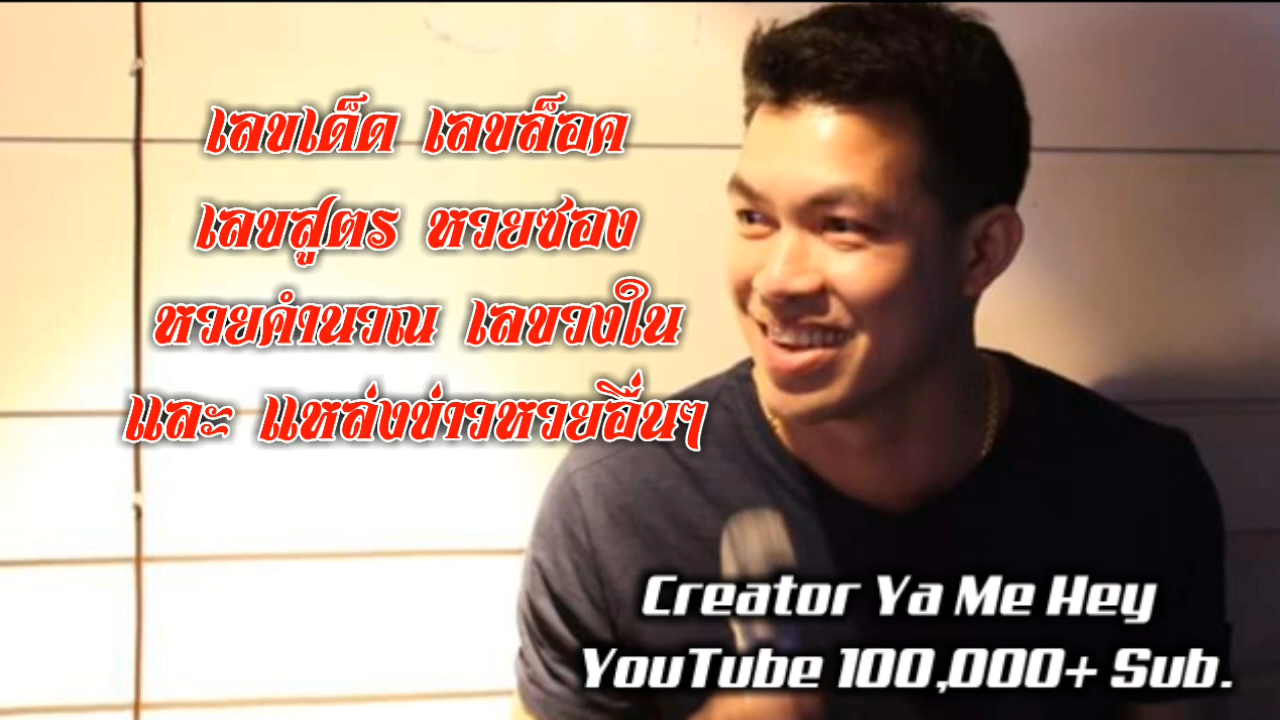 เลขเด็ด เลขล็อค
เลขสูตร หวยซอง
หวยคำนวณ เลขวงใน
และ แหล่งข่าวหวยอื่นๆ
Creator Ya Me Hey
YouTube 100,000+ Sub.